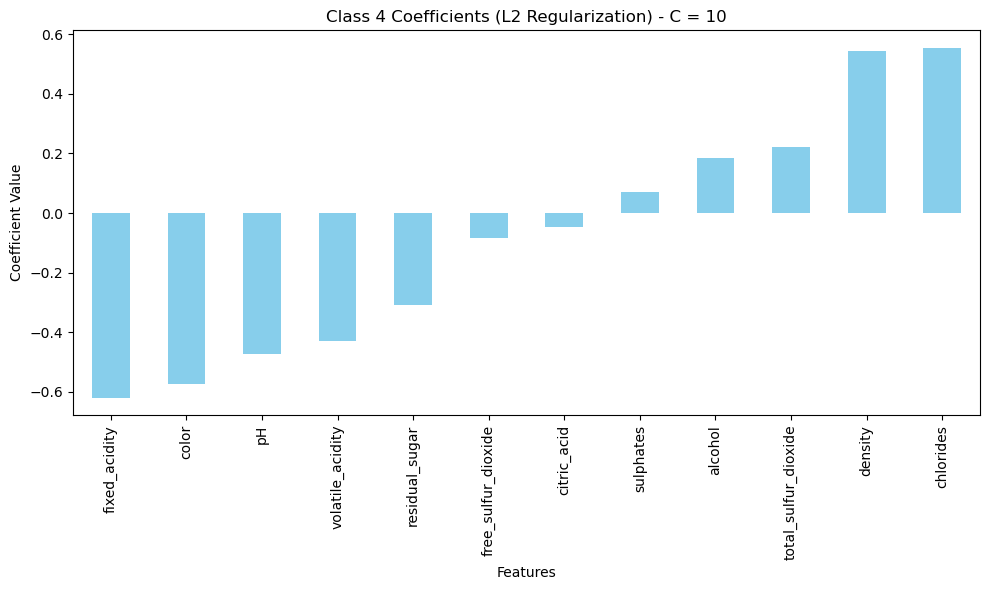 Class 4 Coefficients (L2 Regularization) - C = 10
Coefficient Value
0.6
0.4
0.2
0.0
−0.2
−0.4
−0.6
fixed_acidity
color
pH
volatile_acidity
residual_sugar
free_sulfur_dioxide
citric_acid
sulphates
alcohol
total_sulfur_dioxide
density
chlorides
Features